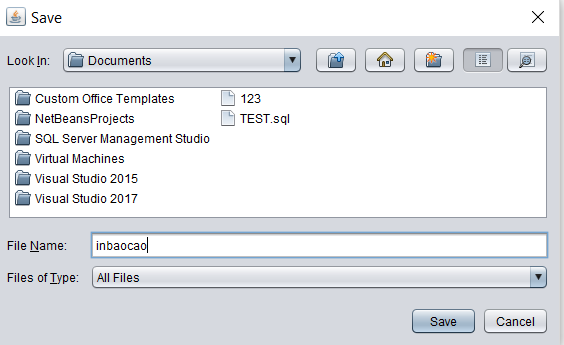 Save
Look In: Documents
Custom Office Templates
NetBeansProjects
SQL Server Management Studio
Virtual Machines
Visual Studio 2015
Visual Studio 2017
123
TEST.sql
File Name: inbaocao
Files of Type: All Files
Save Cancel